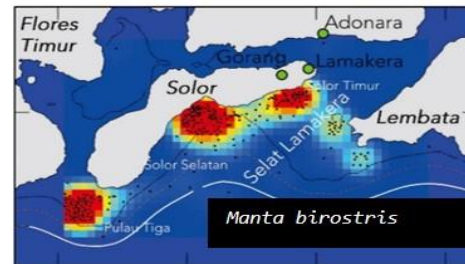 Flores
Timur
Adonara
Gorang
Lamakera
Solor
Solor Timur
Lembata
Solor Selatan
Selat Lamakera
Pulau Tiga
Manta birostris